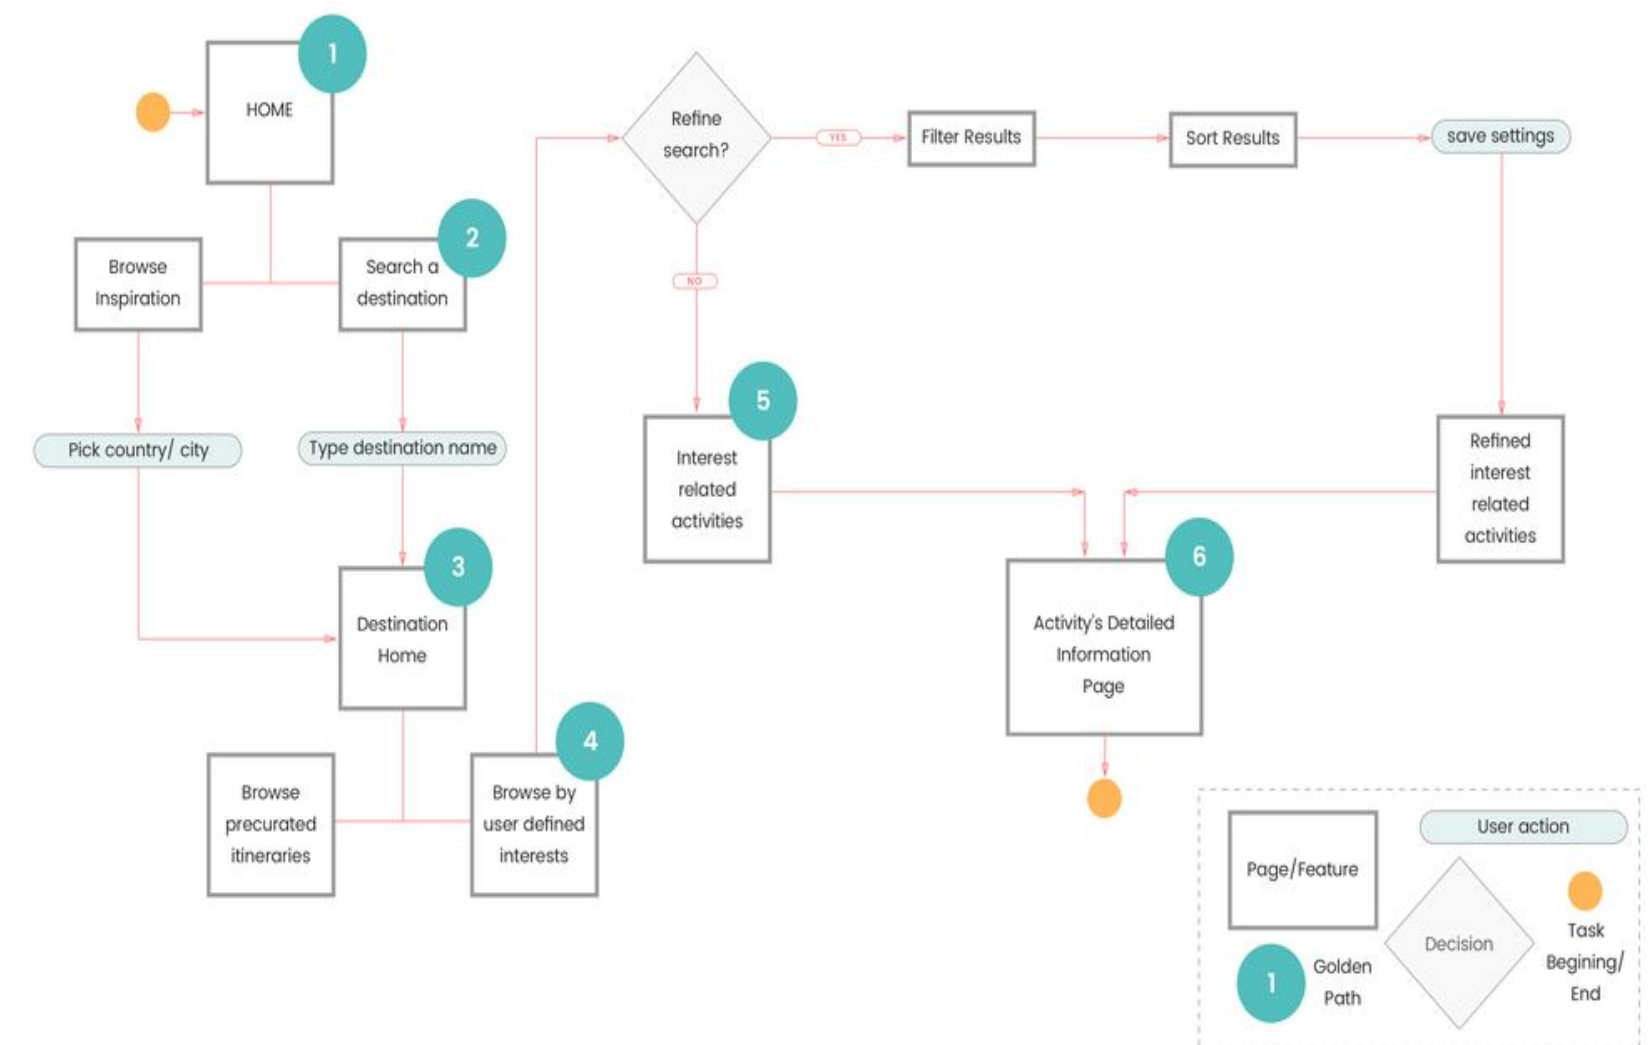 1
HOME
2
Browse
Inspiration
Search a
destination
Pick country/ city
Type destination name
3
Destination
Home
4
Browse
precurated
itineraries
Browse by
user defined
interests
Refine
search?
YES
Filter Results
Sort Results
save settings
NO
5
Interest
related
activities
Refined
interest
related
activities
6
Activity's Detailed
Information
Page
Page/Feature
User action
Decision
Task
Begining/
End
1
Golden
Path